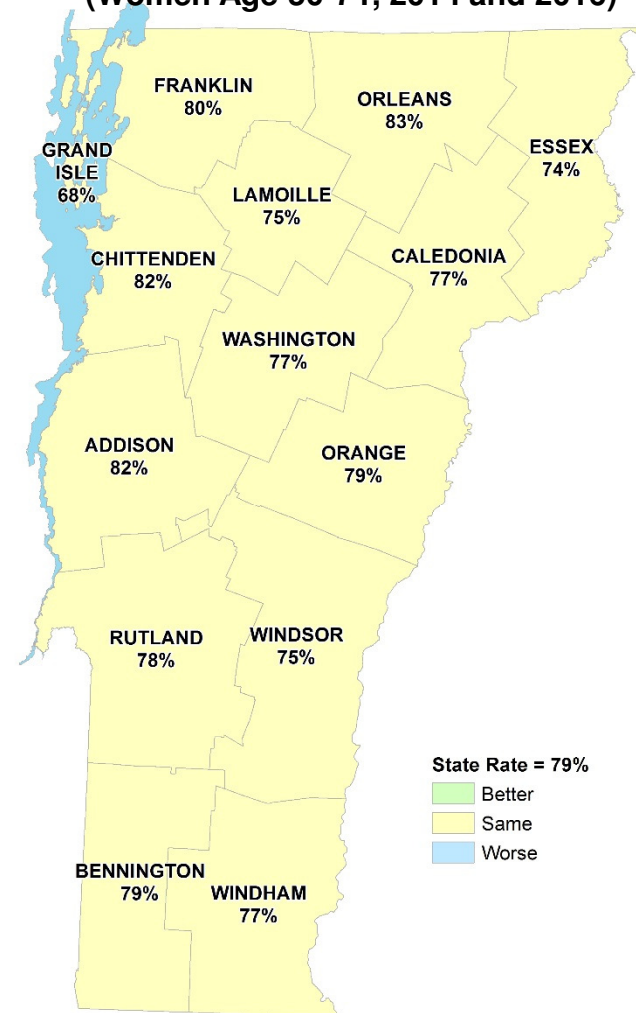 FRANKLIN
80%
ORLEANS
83%
ESSEX
74%
GRAND
ISLE
68%
LAMOILLE
75%
CHITTENDEN
82%
CALEDONIA
77%
WASHINGTON
77%
ADDISON
82%
ORANGE
79%
RUTLAND
78%
WINDSOR
75%
State Rate = 79%
Better
Same
Worse
BENNINGTON
79%
WINDHAM
77%